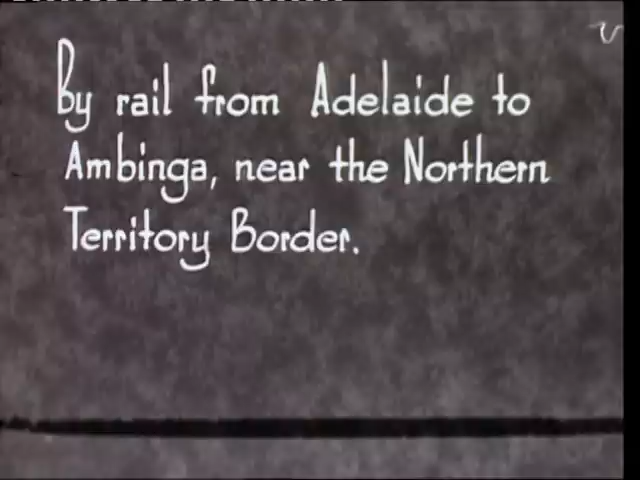 By rail from Adelaide to
Ambinga, near the Northern
Territory Border.